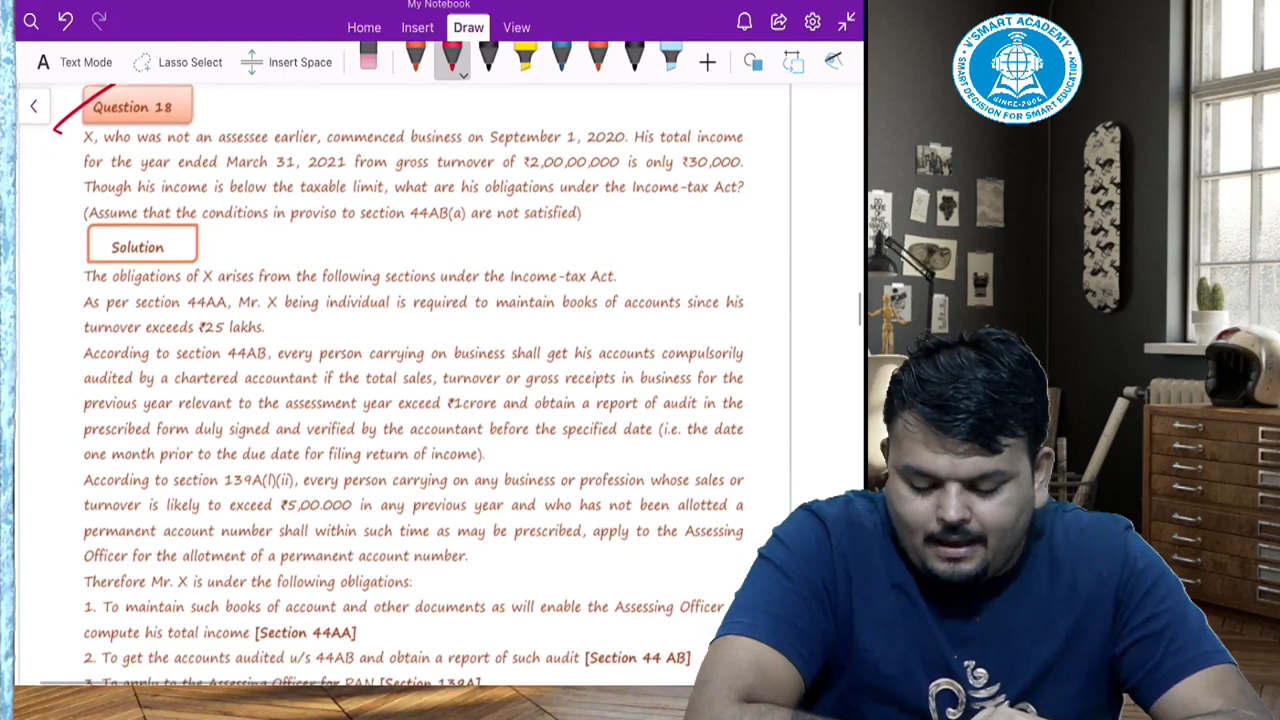 My Notebook
Home Insert Draw View
Text Mode Lasso Select Insert Space
Question 18
X, who was not an assessee earlier, commenced business on September 1, 2020. His total income
for the year ended March 31, 2021 from gross turnover of ₹2,00,00,000 is only ₹30,000.
Though his income is below the taxable limit, what are his obligations under the Income-tax Act?
(Assume that the conditions in proviso to section 44AB(a) are not satisfied)
Solution
The obligations of X arises from the following sections under the Income-tax Act.
As per section 44AA, Mr. X being individual is required to maintain books of accounts since his
turnover exceeds ₹25 lakhs.
According to section 44AB, every person carrying on business shall get his accounts compulsorily
audited by a chartered accountant if the total sales, turnover or gross receipts in business for the
previous year relevant to the assessment year exceed ₹1crore and obtain a report of audit in the
prescribed form duly signed and verified by the accountant before the specified date (i.e. the date
one month prior to the due date for filing return of income).
According to section 139A(1)(ii), every person carrying on any business or profession whose sales or
turnover is likely to exceed ₹5,00.000 in any previous year and who has not been allotted a
permanent account number shall within such time as may be prescribed, apply to the Assessing
Officer for the allotment of a permanent account number.
Therefore Mr. X is under the following obligations:
1. To maintain such books of account and other documents as will enable the Assessing Officer
compute his total income [Section 44AA]
2. To get the accounts audited u/s 44AB and obtain a report of such audit [Section 44 AB]
3. To apply to the Assessing Officer for PAN [Section 139A]
V'SMART ACADEMY
SMART DECISION FOR SMART EDUCATION
SINCE-2006